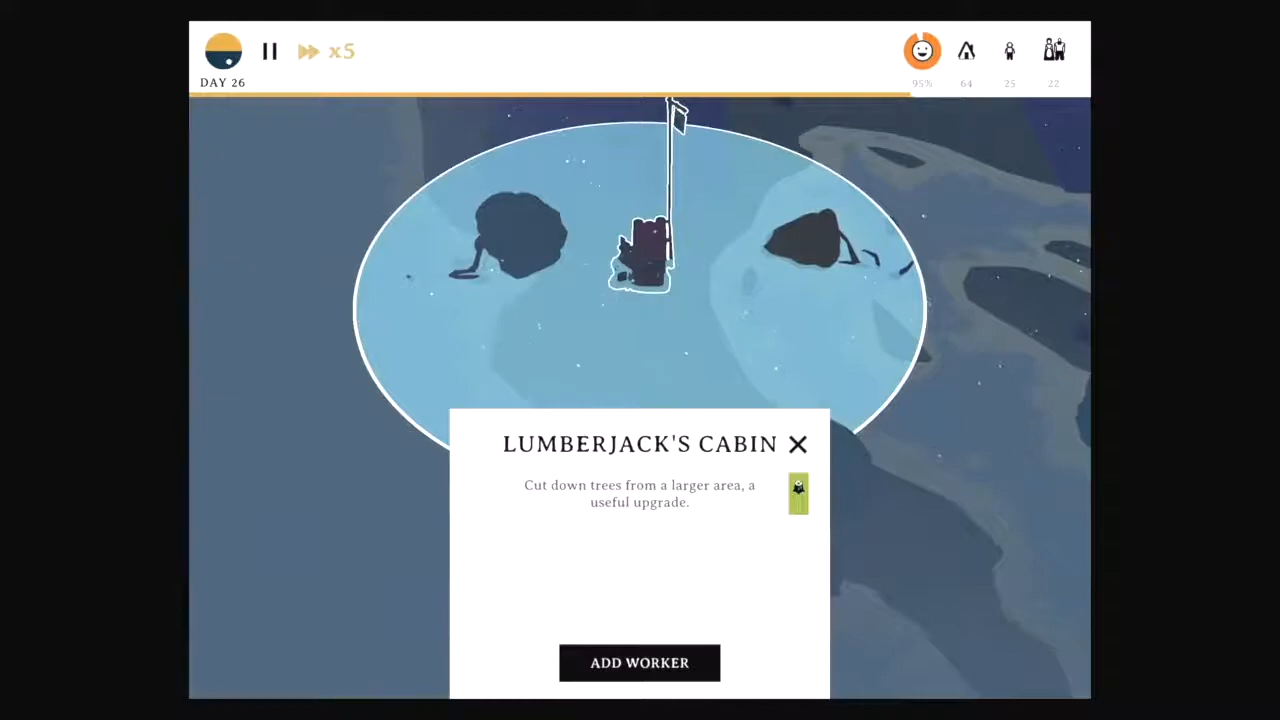 x5
DAY 26
95%
64
25
22
LUMBERJACK'S CABIN
Cut down trees from a larger area, a
useful upgrade.
ADD WORKER